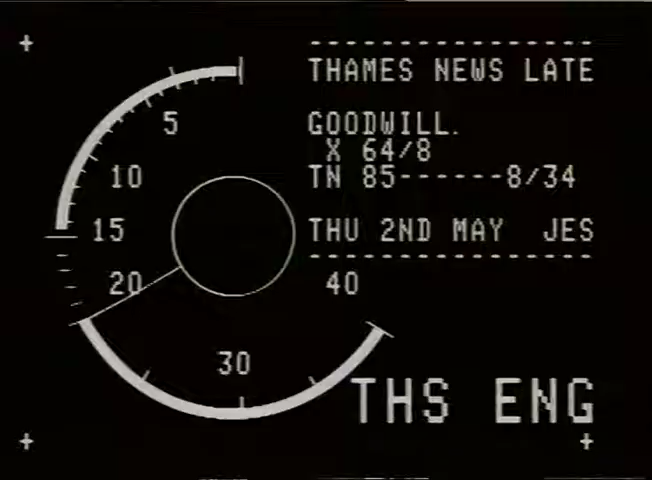 THAMES NEWS LATE
GOODWILL.
X 64/8
TN 85------8/34
THU 2ND MAY JES
5
10
15
20
30
40
THS ENG